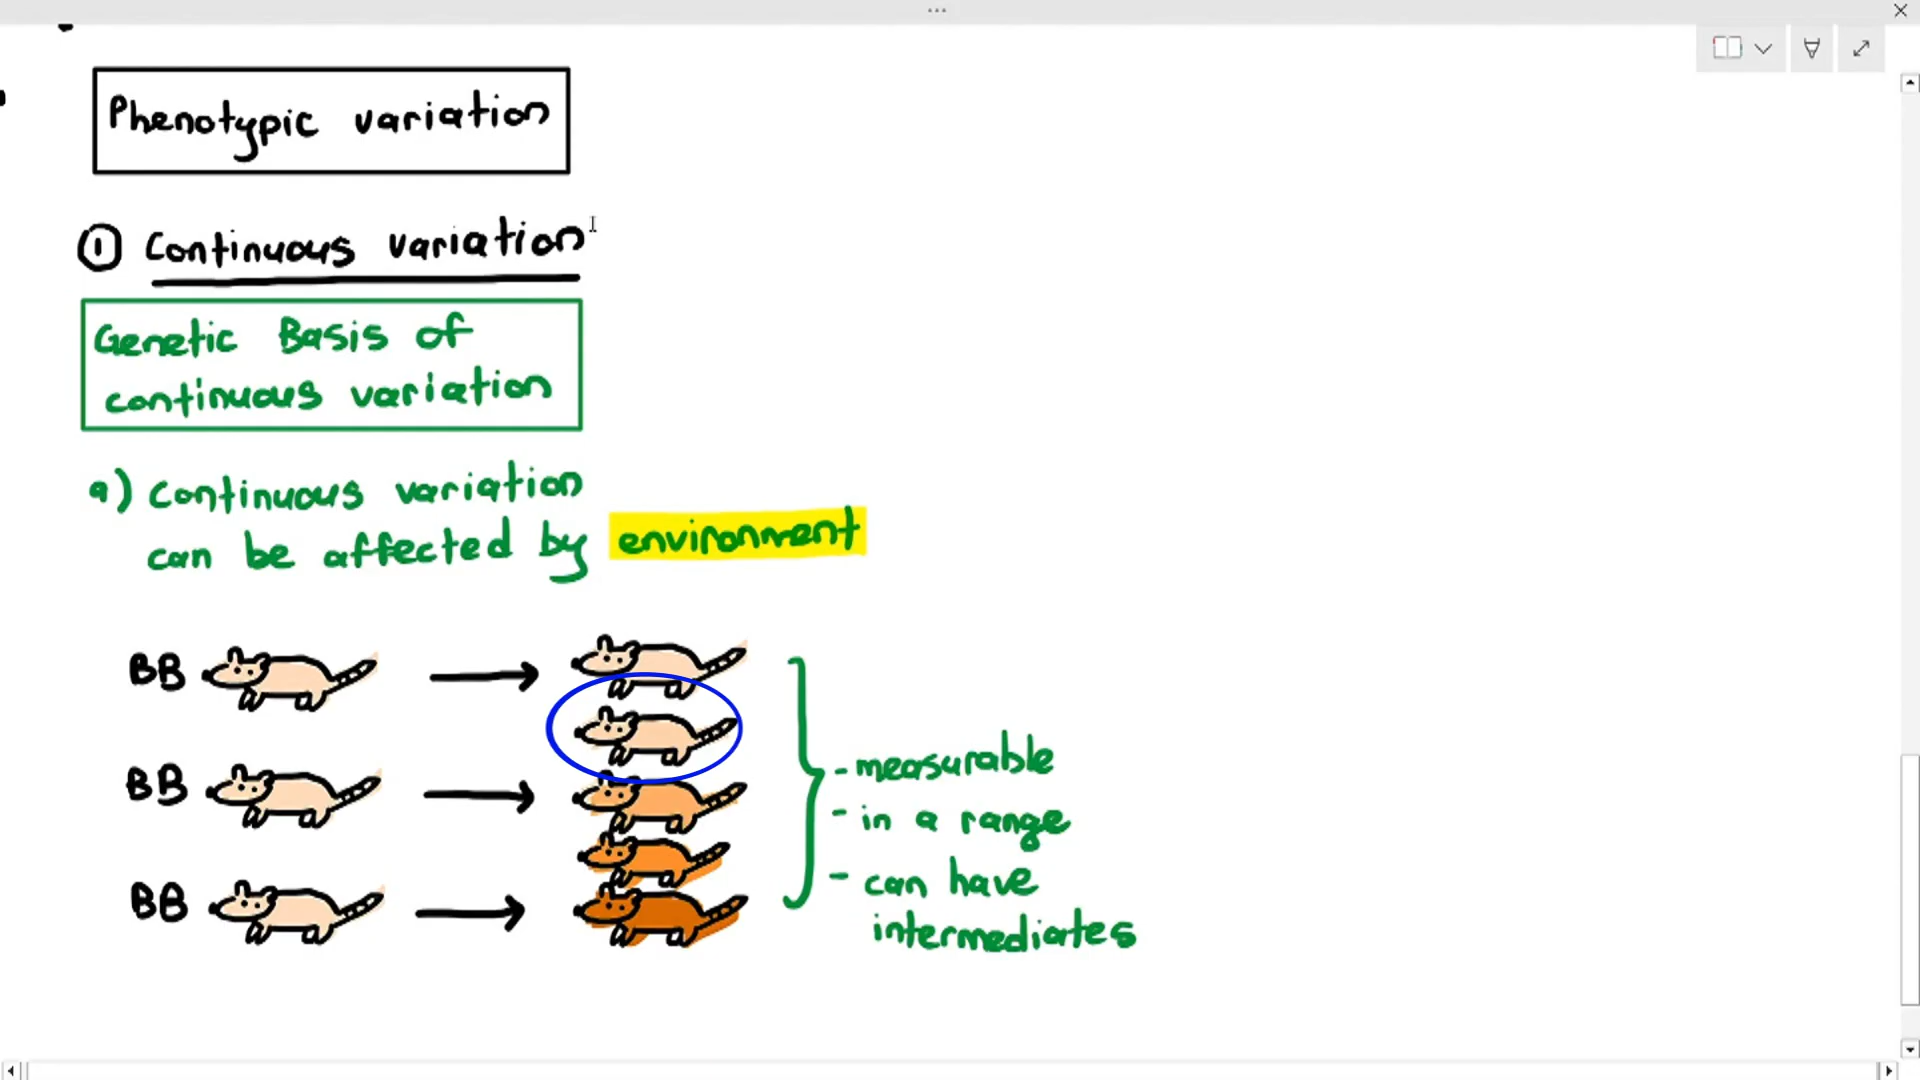 Phenotypic variation
① Continuous variation
Genetic Basis of
continuous variation
a) continuous variation
can be affected by environment
BB
BB
BB
- measurable
- in a range
- can have
intermediates